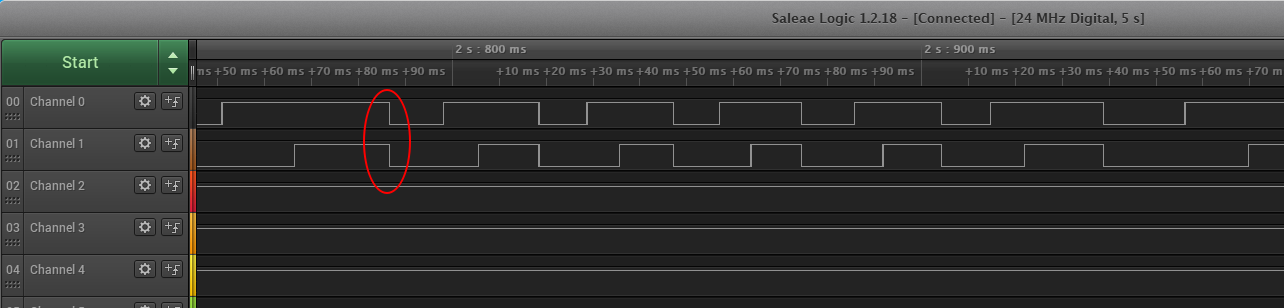 Saleae Logic 1.2.18 - [Connected] - [24 MHz Digital, 5 s]
Start
2 s : 800 ms 2 s : 900 ms
ms +50 ms +60 ms +70 ms +80 ms +90 ms +10 ms +20 ms +30 ms +40 ms +50 ms +60 ms +70 ms +80 ms +90 ms +10 ms +20 ms +30 ms +40 ms +50 ms +60 ms +70 m
00 Channel 0
01 Channel 1
02 Channel 2
03 Channel 3
04 Channel 4